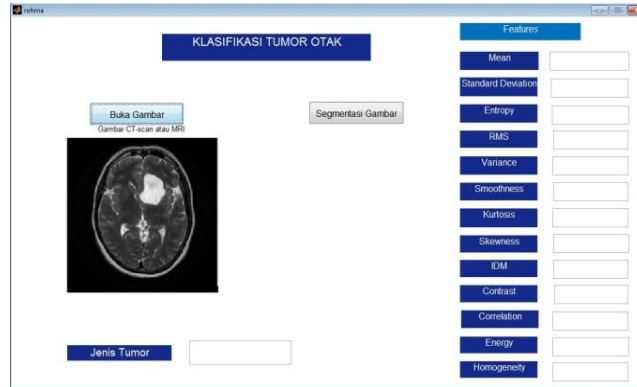 rohma
KLASIFIKASI TUMOR OTAK
Buka Gambar
Gambar CT-scan atau MRI
Segmentasi Gambar
Jenis Tumor
Features
Mean
Standard Deviation
Entropy
RMS
Variance
Smoothness
Kurtosis
Skewness
IDM
Contrast
Correlation
Energy
Homogeneity